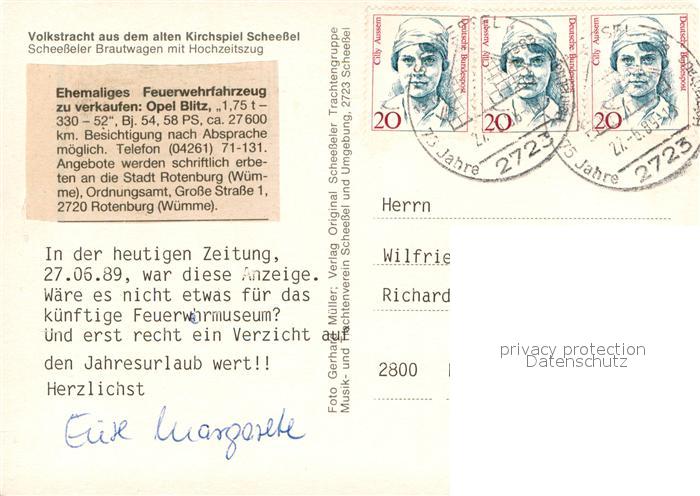 Volkstracht aus dem alten Kirchspiel Scheeßel
Scheeßeler Brautwagen mit Hochzeitszug
Ehemaliges Feuerwehrfahrzeug
zu verkaufen: Opel Blitz, „1,75 t –
330 – 52“, Bj. 54, 58 PS, ca. 27 600
km. Besichtigung nach Absprache
möglich. Telefon (04261) 71-131.
Angebote werden schriftlich erbe-
ten an die Stadt Rotenburg (Wüm-
me), Ordnungsamt, Große Straße 1,
2720 Rotenburg (Wümme).
In der heutigen Zeitung,
27.06.89, war diese Anzeige.
Wäre es nicht etwas für das
künftige Feuerwehrmuseum?
Und erst recht ein Verzicht auf
den Jahresurlaub wert!!
Herzlichst
Eure Margarete
Foto Gerhard Müller; Verlag Original Scheeßeler Trachtengruppe
Musik- und Trachtenverein Scheeßel und Umgebung, 2723 Scheeßel
Cilly Aussem
Deutsche Bundespost
20
Cilly Aussem
Deutsche Bundespost
20
Cilly Aussem
Deutsche Bundespost
20
75 Jahre
2723
75 Jahre
2723
Herrn
Wilfrie
Richard
2800
privacy protection
Datenschutz